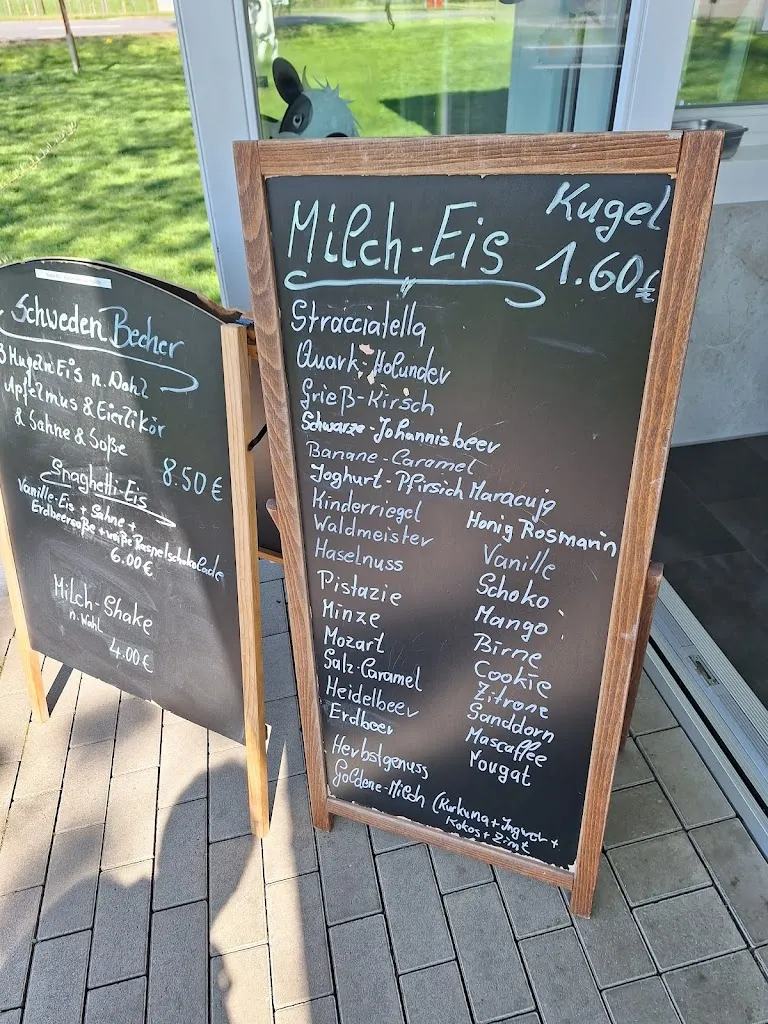 Schweden Becher
3 Kugeln Eis n. Wahl
Apfelmus & Eierlikör
& Sahne & Soße
8.50€
Spaghetti-Eis
Vanille-Eis + Sahne +
Erdbeersoße + weiße Raspelschokolade
6.00€
Milch-Shake
n. Wahl
4.00€
Milch-Eis
Kugel
1.60€
Stracciatella
Quark-Holunder
Grieß-Kirsch
Schwarze-Johannisbeer
Banane-Caramel
Joghurt-Pfirsich Maracuja
Kinderriegel
Waldmeister
Haselnuss
Pistazie
Minze
Mozart
Salz-Caramel
Heidelbeer
Erdbeer
Herbstgenuss
Goldene-Milch (Kurkuma + Ingwer +
Kokos + Zimt
Honig Rosmarin
Vanille
Schoko
Mango
Birne
Cookie
Zitrone
Sanddorn
Mascaffee
Nougat